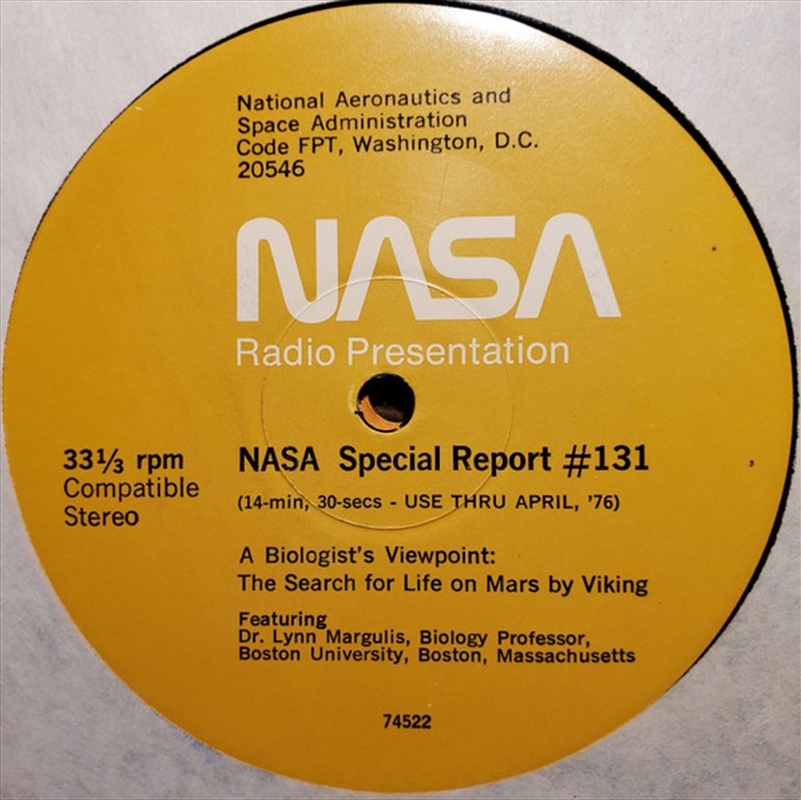 National Aeronautics and
Space Administration
Code FPT, Washington, D.C.
20546
NASA
Radio Presentation
33⅓ rpm
Compatible
Stereo
NASA Special Report #131
(14-min, 30-secs - USE THRU APRIL, '76)
A Biologist's Viewpoint:
The Search for Life on Mars by Viking
Featuring
Dr. Lynn Margulis, Biology Professor,
Boston University, Boston, Massachusetts
74522